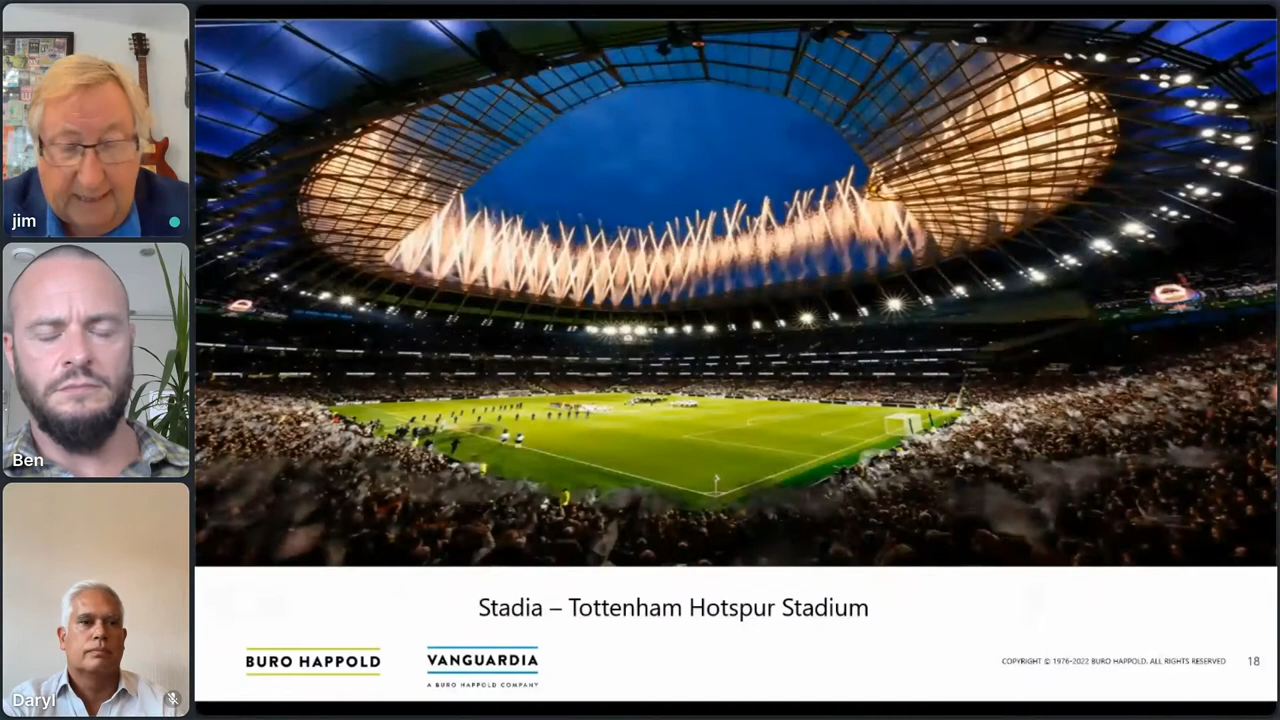 jim
Ben
Daryl
Stadia – Tottenham Hotspur Stadium
BURO HAPPOLD
VANGUARDIA
A BURO HAPPOLD COMPANY
COPYRIGHT © 1976-2022 BURO HAPPOLD. ALL RIGHTS RESERVED
18